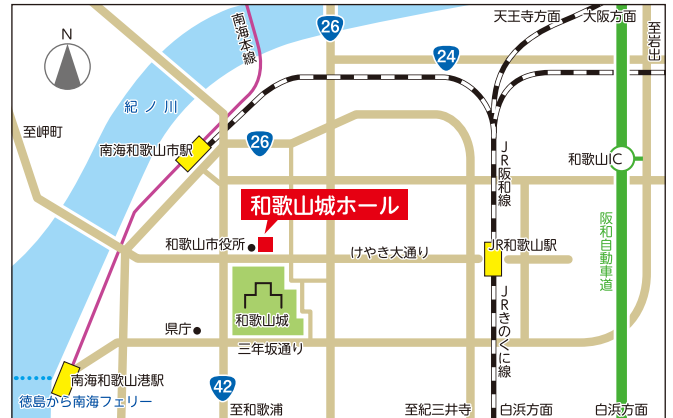 天王寺方面
大阪方面
至岩出
26
南海本線
N
24
紀ノ川
至岬町
南海和歌山市駅
26
JR阪和線
和歌山IC
和歌山城ホール
阪和自動車道
和歌山市役所
けやき大通り
JR和歌山駅
和歌山城
JRきのくに線
県庁
三年坂通り
南海和歌山港駅
徳島から南海フェリー
42
至和歌浦
至紀三井寺
白浜方面
白浜方面